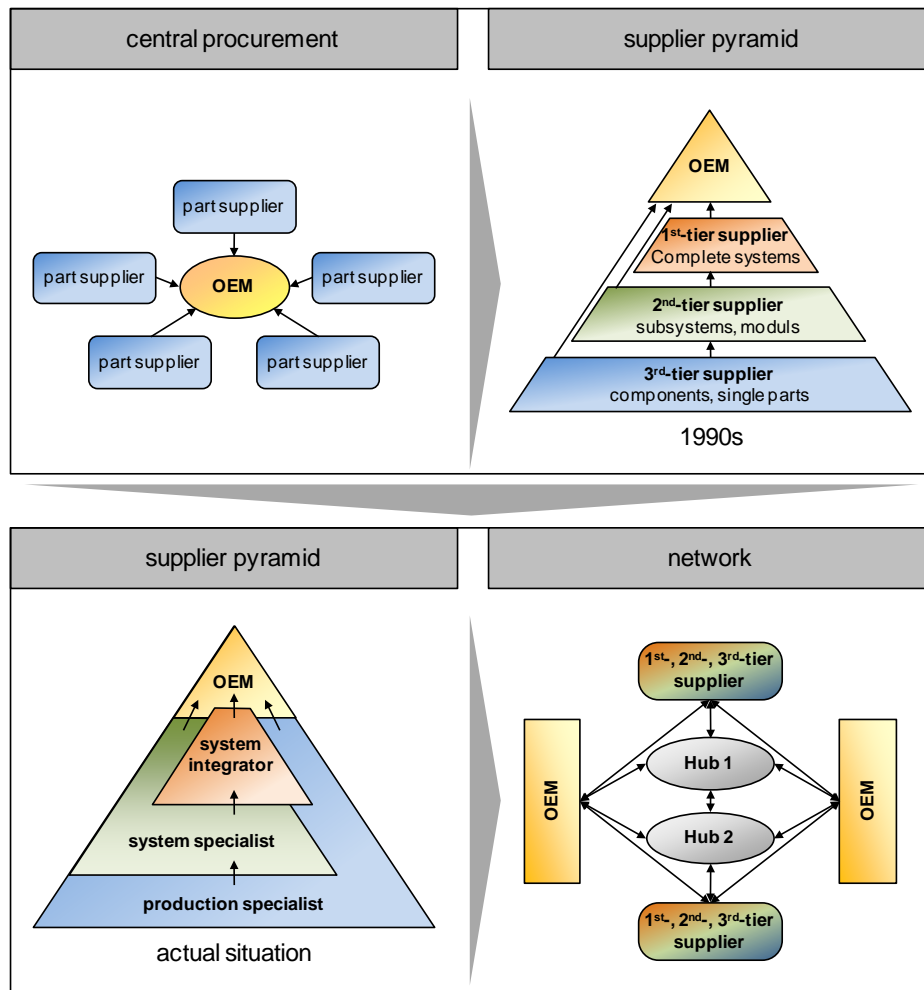 central procurement
supplier pyramid
part supplier
part supplier
OEM
part supplier
part supplier
part supplier
OEM
1st-tier supplier
Complete systems
2nd-tier supplier
subsystems, moduls
3rd-tier supplier
components, single parts
1990s
supplier pyramid
network
OEM
system
integrator
system specialist
production specialist
actual situation
1st-, 2nd-, 3rd-tier
supplier
OEM
Hub 1
Hub 2
OEM
1st-, 2nd-, 3rd-tier
supplier